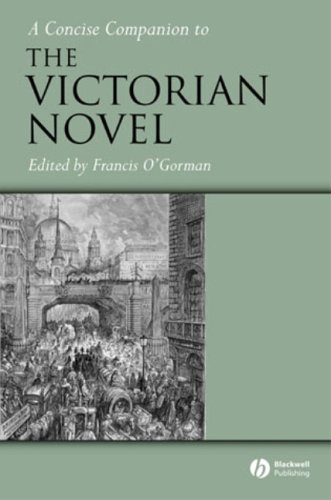 A Concise Companion to
THE
VICTORIAN
NOVEL
Edited by Francis O'Gorman
Blackwell
Publishing